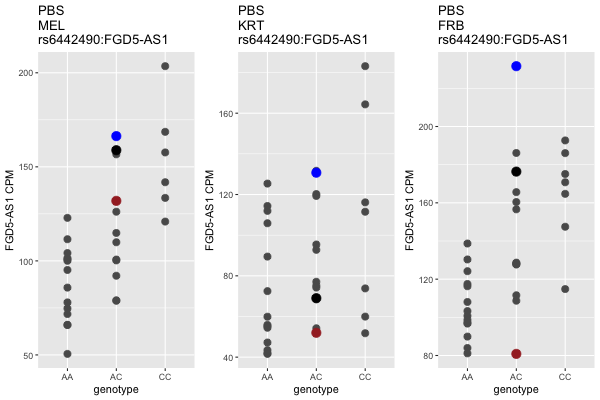 PBS
MEL
rs6442490:FGD5-AS1
200
150
100
50
FGD5-AS1 CPM
AA AC CC
genotype
PBS
KRT
rs6442490:FGD5-AS1
160
120
80
40
FGD5-AS1 CPM
AA AC CC
genotype
PBS
FRB
rs6442490:FGD5-AS1
200
160
120
80
FGD5-AS1 CPM
AA AC CC
genotype